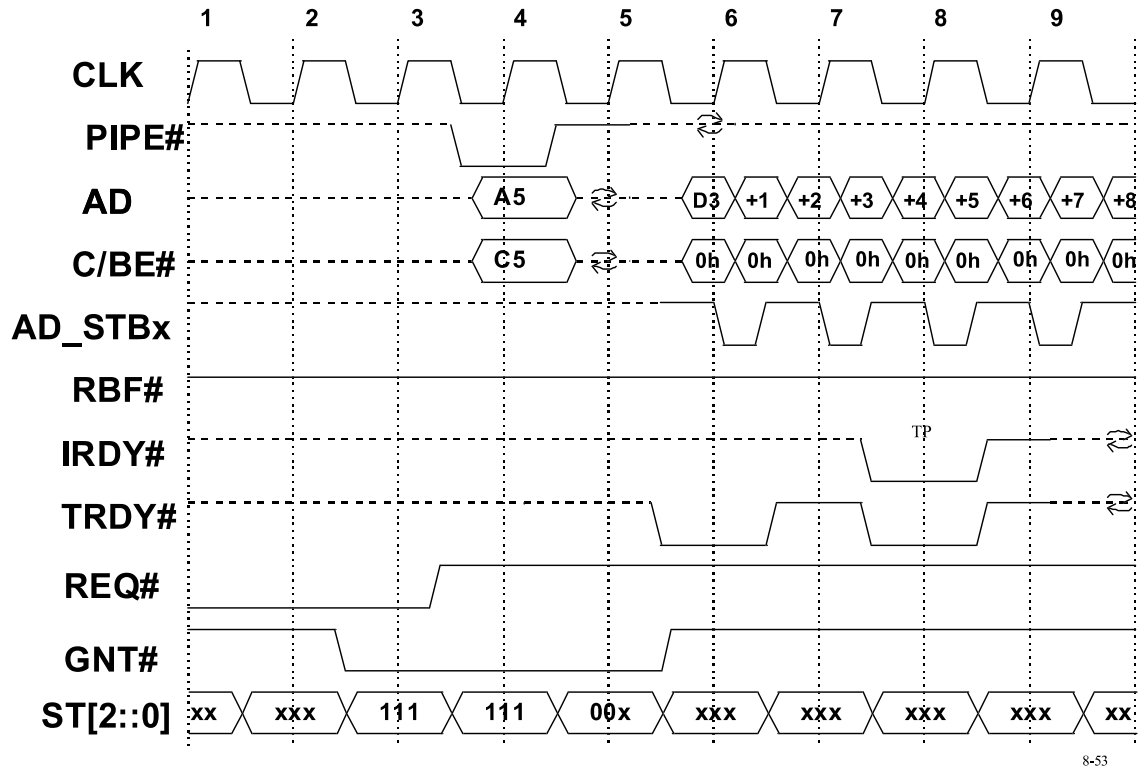 1 2 3 4 5 6 7 8 9
CLK
PIPE#
AD A5 D3 +1 +2 +3 +4 +5 +6 +7 +8
C/BE# C5 0h 0h 0h 0h 0h 0h 0h 0h 0h
AD_STBx
RBF#
IRDY# TP
TRDY#
REQ#
GNT#
ST[2::0] xx xxx 111 111 00x xxx xxx xxx xxx xx
8-53